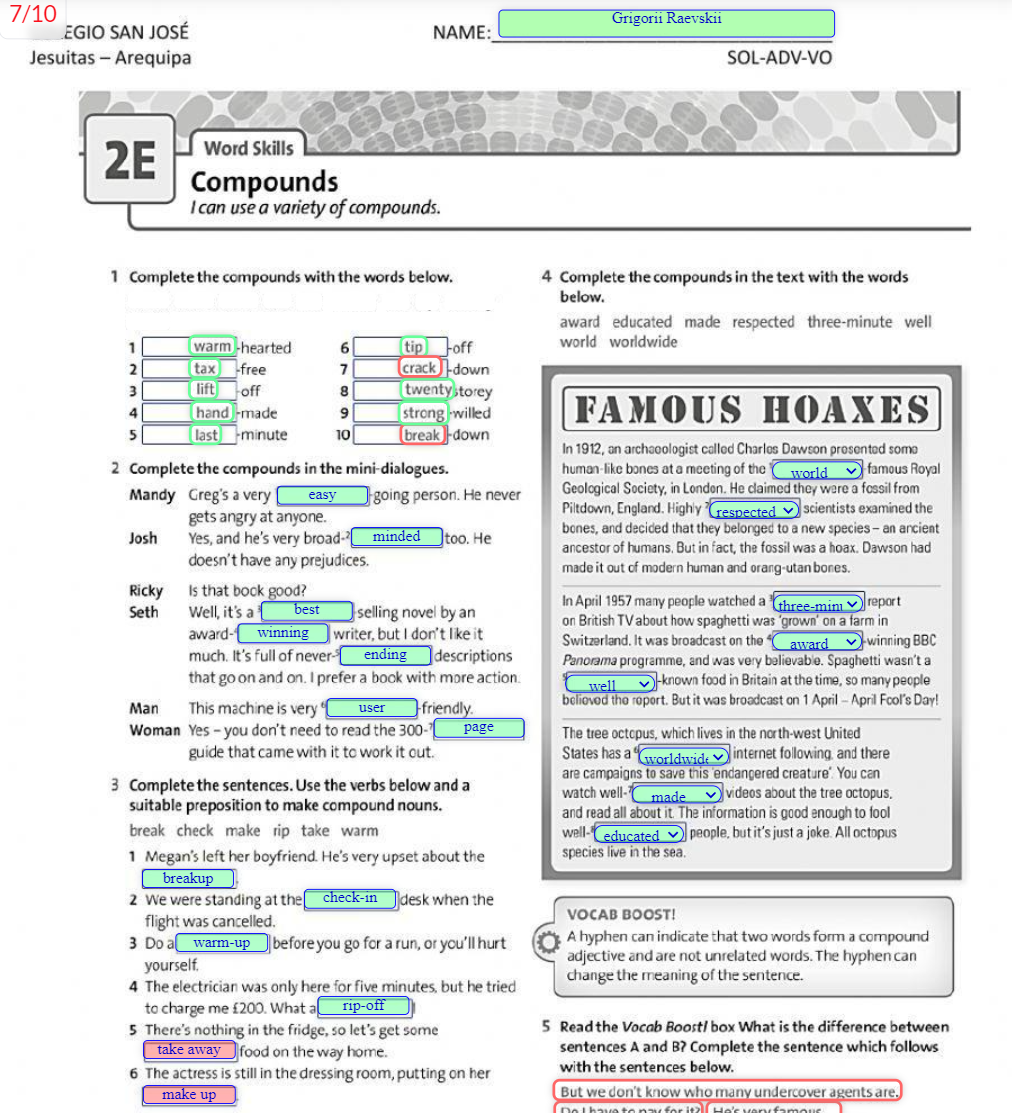 7/10
EGIO SAN JOSÉ
NAME: Grigorii Raevskii
Jesuitas – Arequipa
SOL-ADV-VO
2E
Word Skills
Compounds
I can use a variety of compounds.
1 Complete the compounds with the words below.
1 warm -hearted
2 tax -free
3 lift -off
4 hand -made
5 last -minute
6 tip -off
7 crack -down
8 twenty storey
9 strong -willed
10 break -down
2 Complete the compounds in the mini-dialogues.
Mandy Greg's a very 1 easy -going person. He never
gets angry at anyone.
Josh Yes, and he's very broad-2 minded too. He
doesn't have any prejudices.
Ricky Is that book good?
Seth Well, it's a 3 best -selling novel by an
award-4 winning writer, but I don't like it
much. It's full of never-5 ending descriptions
that go on and on. I prefer a book with more action.
Man This machine is very 6 user -friendly.
Woman Yes – you don't need to read the 300-7 page
guide that came with it to work it out.
3 Complete the sentences. Use the verbs below and a
suitable preposition to make compound nouns.
break check make rip take warm
1 Megan's left her boyfriend. He's very upset about the
breakup .
2 We were standing at the check-in desk when the
flight was cancelled.
3 Do a warm-up before you go for a run, or you'll hurt
yourself.
4 The electrician was only here for five minutes, but he tried
to charge me £200. What a rip-off !
5 There's nothing in the fridge, so let's get some
take away food on the way home.
6 The actress is still in the dressing room, putting on her
make up .
4 Complete the compounds in the text with the words
below.
award educated made respected three-minute well
world worldwide
FAMOUS HOAXES
In 1912, an archaeologist called Charles Dawson presented some
human-like bones at a meeting of the 1 world -famous Royal
Geological Society, in London. He claimed they were a fossil from
Piltdown, England. Highly 2 respected scientists examined the
bones, and decided that they belonged to a new species – an ancient
ancestor of humans. But in fact, the fossil was a hoax. Dawson had
made it out of modern human and orang-utan bones.
In April 1957 many people watched a 3 three-minu report
on British TV about how spaghetti was 'grown' on a farm in
Switzerland. It was broadcast on the 4 award -winning BBC
Panorama programme, and was very believable. Spaghetti wasn't a
5 well -known food in Britain at the time, so many people
believed the report. But it was broadcast on 1 April – April Fool's Day!
The tree octopus, which lives in the north-west United
States has a 6 worldwide internet following, and there
are campaigns to save this 'endangered creature'. You can
watch well-7 made videos about the tree octopus,
and read all about it. The information is good enough to fool
well-8 educated people, but it's just a joke. All octopus
species live in the sea.
VOCAB BOOST!
A hyphen can indicate that two words form a compound
adjective and are not unrelated words. The hyphen can
change the meaning of the sentence.
5 Read the Vocab Boost! box What is the difference between
sentences A and B? Complete the sentence which follows
with the sentences below.
But we don't know who many undercover agents are.
Do I have to pay for it? He's very famous